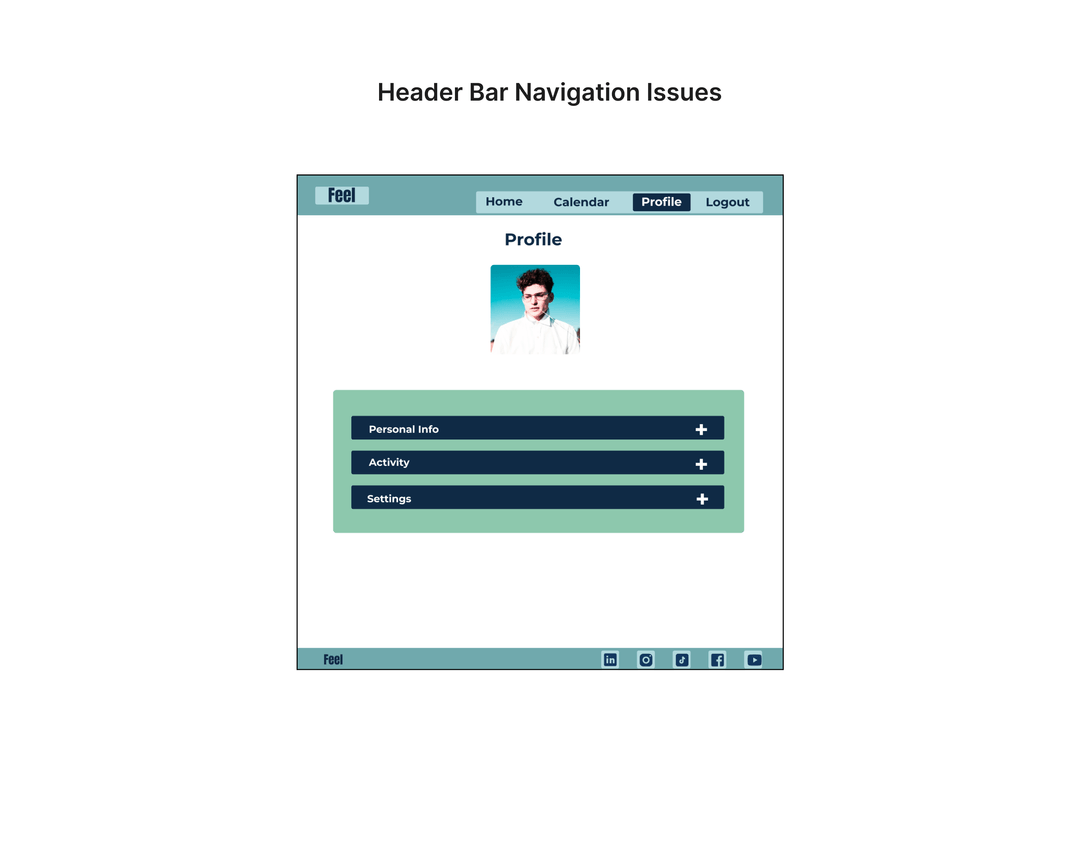 Header Bar Navigation Issues
Feel
Home Calendar Profile Logout
Profile
Personal Info
Activity
Settings
Feel